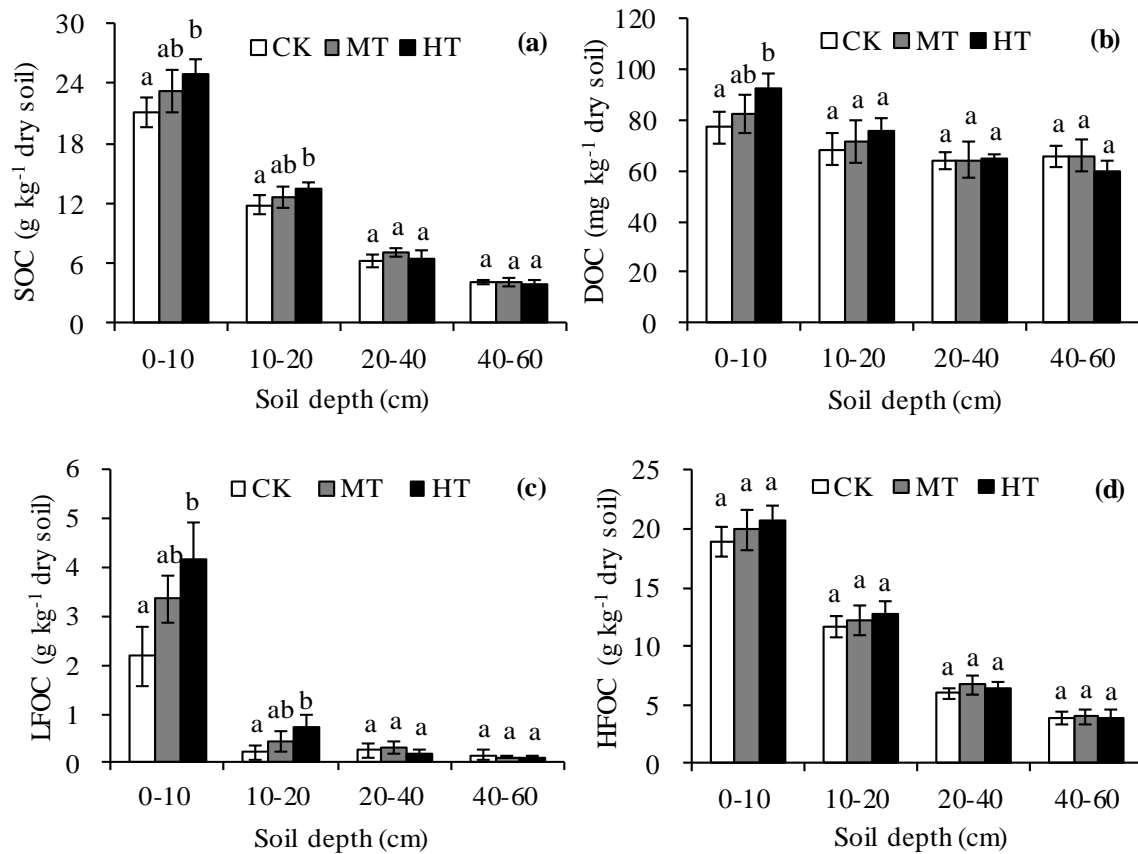 (a)
CK MT HT
SOC (g kg⁻¹ dry soil)
30
24
18
12
6
0
a ab b
a ab b
a a a
a a a
0-10 10-20 20-40 40-60
Soil depth (cm)
(b)
CK MT HT
DOC (mg kg⁻¹ dry soil)
120
100
80
60
40
20
0
a ab b
a a a
a a a
a a a
0-10 10-20 20-40 40-60
Soil depth (cm)
(c)
CK MT HT
LFOC (g kg⁻¹ dry soil)
6
5
4
3
2
1
0
a ab b
a ab b
a a a
a a a
0-10 10-20 20-40 40-60
Soil depth (cm)
(d)
CK MT HT
HFOC (g kg⁻¹ dry soil)
25
20
15
10
5
0
a a a
a a a
a a a
a a a
0-10 10-20 20-40 40-60
Soil depth (cm)